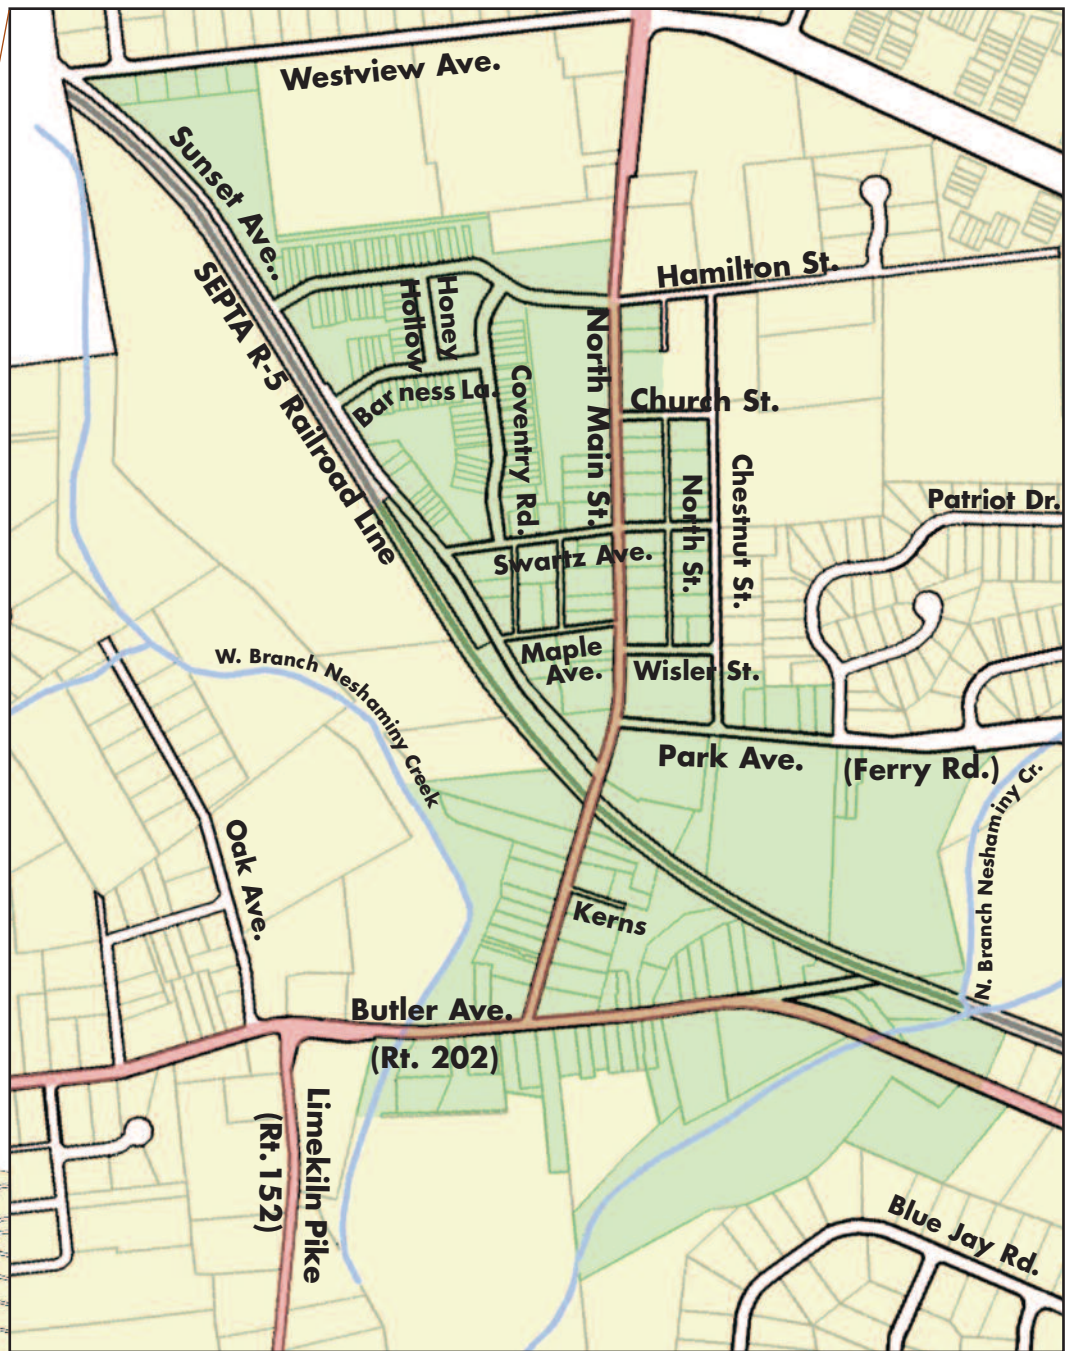 Westview Ave.
Sunset Ave..
SEPTA R-5 Railroad Line
Hamilton St.
Honey
Hollow
North Main St.
Barness La.
Coventry Rd.
Church St.
Chestnut St.
North St.
Patriot Dr.
Swartz Ave.
Maple
Ave.
Wisler St.
W. Branch Neshaminy Creek
Park Ave.
(Ferry Rd.)
N. Branch Neshaminy Cr.
Oak Ave.
Kerns
Butler Ave.
(Rt. 202)
Limekiln Pike
(Rt. 152)
Blue Jay Rd.